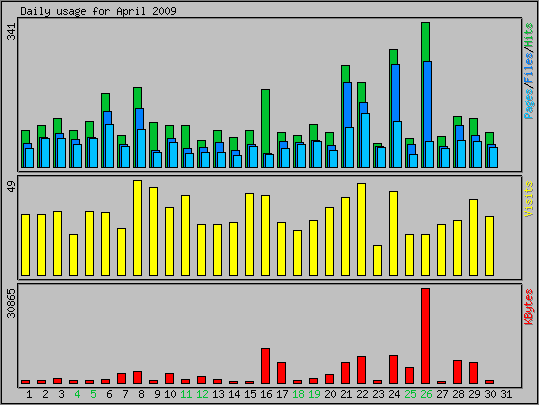 Daily usage for April 2009
341
Pages/Files/Hits
49
Visits
30865
KBytes
1 2 3 4 5 6 7 8 9 10 11 12 13 14 15 16 17 18 19 20 21 22 23 24 25 26 27 28 29 30 31